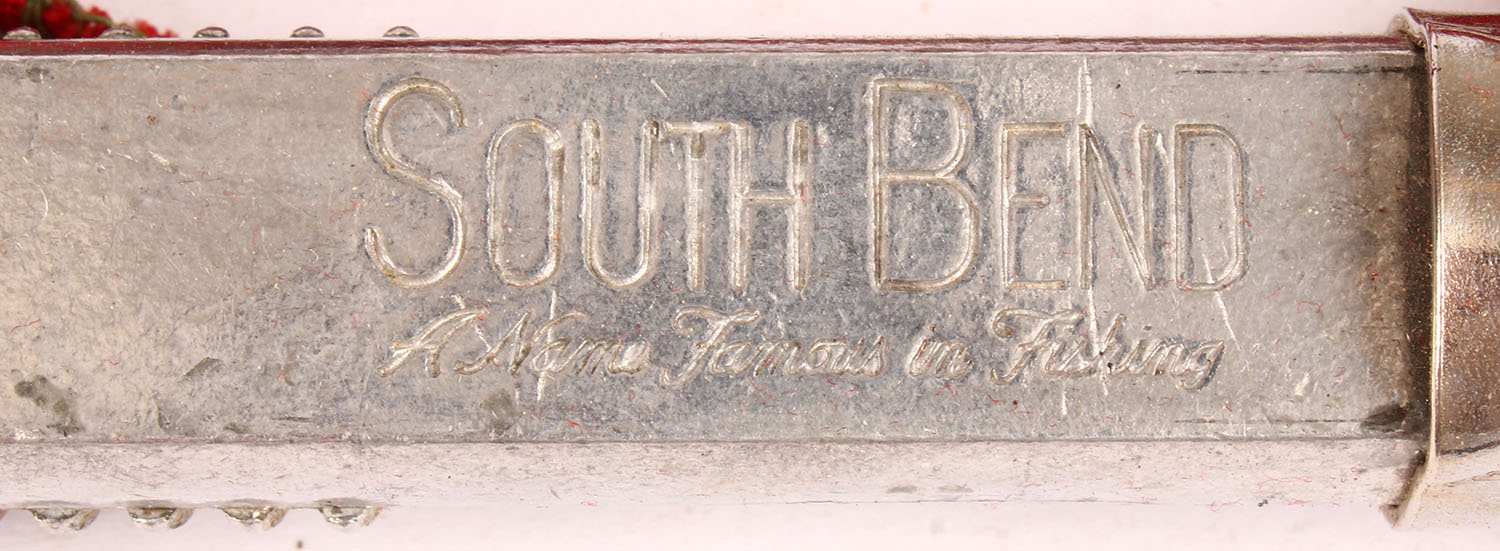 SOUTH BEND
A Name Famous in Fishing